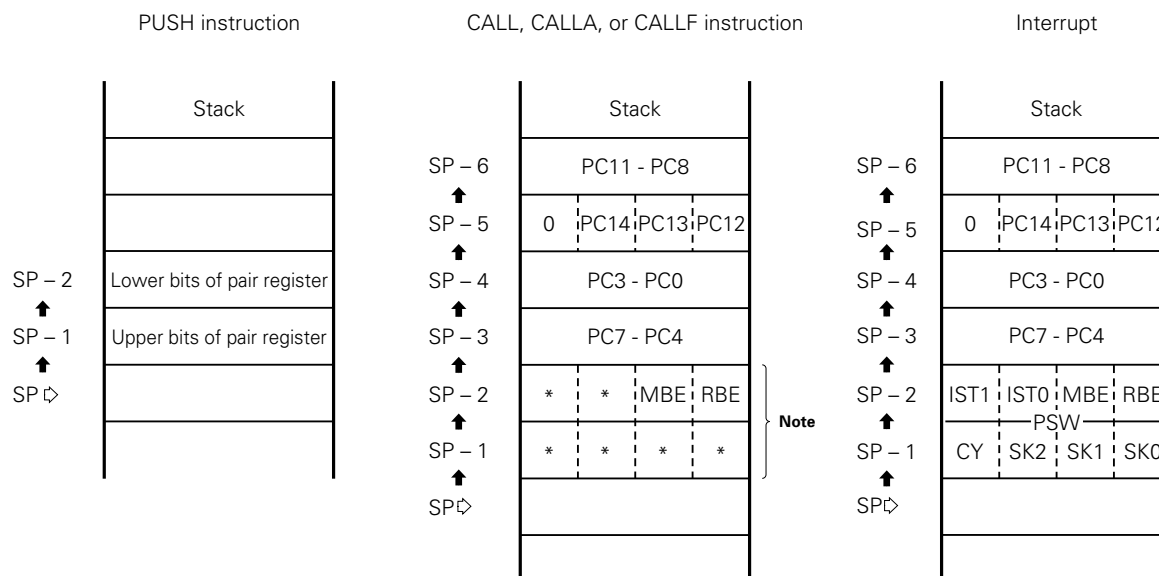 PUSH instruction
CALL, CALLA, or CALLF instruction
Interrupt
Stack
Stack
Stack
SP – 6
PC11 - PC8
SP – 6
PC11 - PC8
SP – 5
0 PC14 PC13 PC12
SP – 5
0 PC14 PC13 PC12
SP – 2
Lower bits of pair register
SP – 4
PC3 - PC0
SP – 4
PC3 - PC0
SP – 1
Upper bits of pair register
SP – 3
PC7 - PC4
SP – 3
PC7 - PC4
SP
SP – 2
* * MBE RBE
SP – 2
IST1 IST0 MBE RBE
Note
PSW
SP – 1
* * * *
SP – 1
CY SK2 SK1 SK0
SP
SP